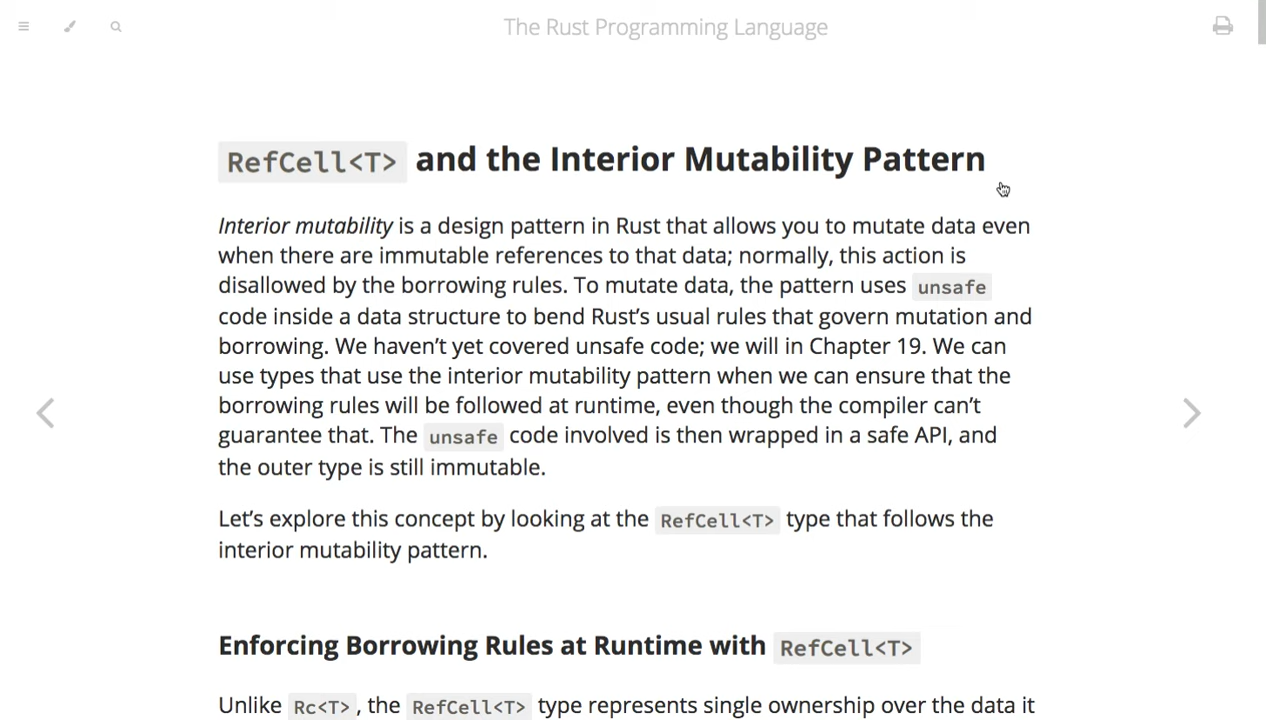 The Rust Programming Language
RefCell<T> and the Interior Mutability Pattern
Interior mutability is a design pattern in Rust that allows you to mutate data even
when there are immutable references to that data; normally, this action is
disallowed by the borrowing rules. To mutate data, the pattern uses unsafe
code inside a data structure to bend Rust’s usual rules that govern mutation and
borrowing. We haven’t yet covered unsafe code; we will in Chapter 19. We can
use types that use the interior mutability pattern when we can ensure that the
borrowing rules will be followed at runtime, even though the compiler can’t
guarantee that. The unsafe code involved is then wrapped in a safe API, and
the outer type is still immutable.
Let’s explore this concept by looking at the RefCell<T> type that follows the
interior mutability pattern.
Enforcing Borrowing Rules at Runtime with RefCell<T>
Unlike Rc<T>, the RefCell<T> type represents single ownership over the data it